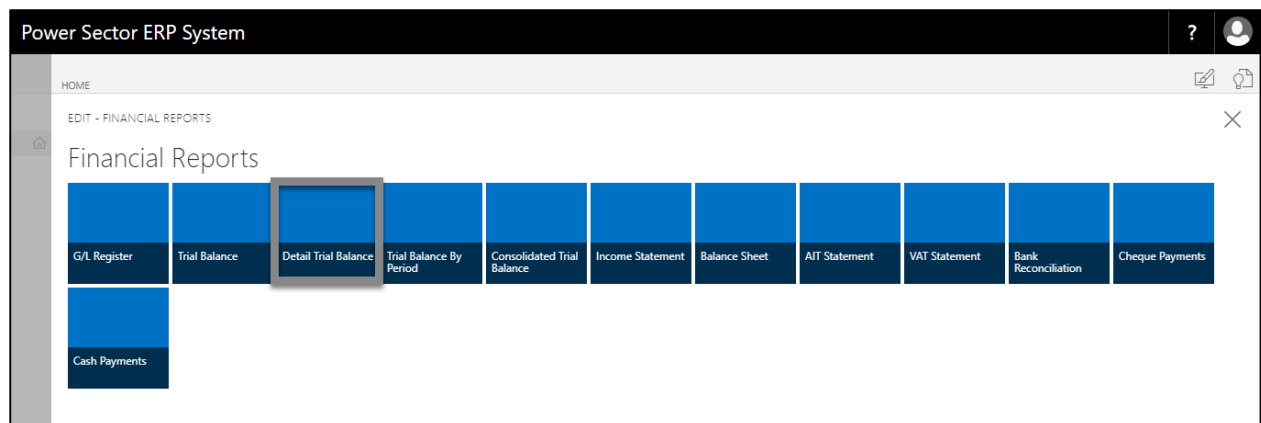 Power Sector ERP System
?
HOME
EDIT - FINANCIAL REPORTS
Financial Reports
G/L Register
Trial Balance
Detail Trial Balance
Trial Balance By
Period
Consolidated Trial
Balance
Income Statement
Balance Sheet
AIT Statement
VAT Statement
Bank
Reconciliation
Cheque Payments
Cash Payments